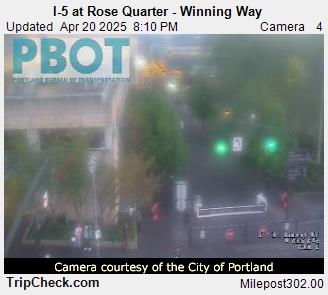 I-5 at Rose Quarter - Winning Way
Updated Apr 20 2025 8:10 PM Camera 4
PBOT
PORTLAND BUREAU OF TRANSPORTATION
Camera courtesy of the City of Portland
TripCheck.com Milepost302.00